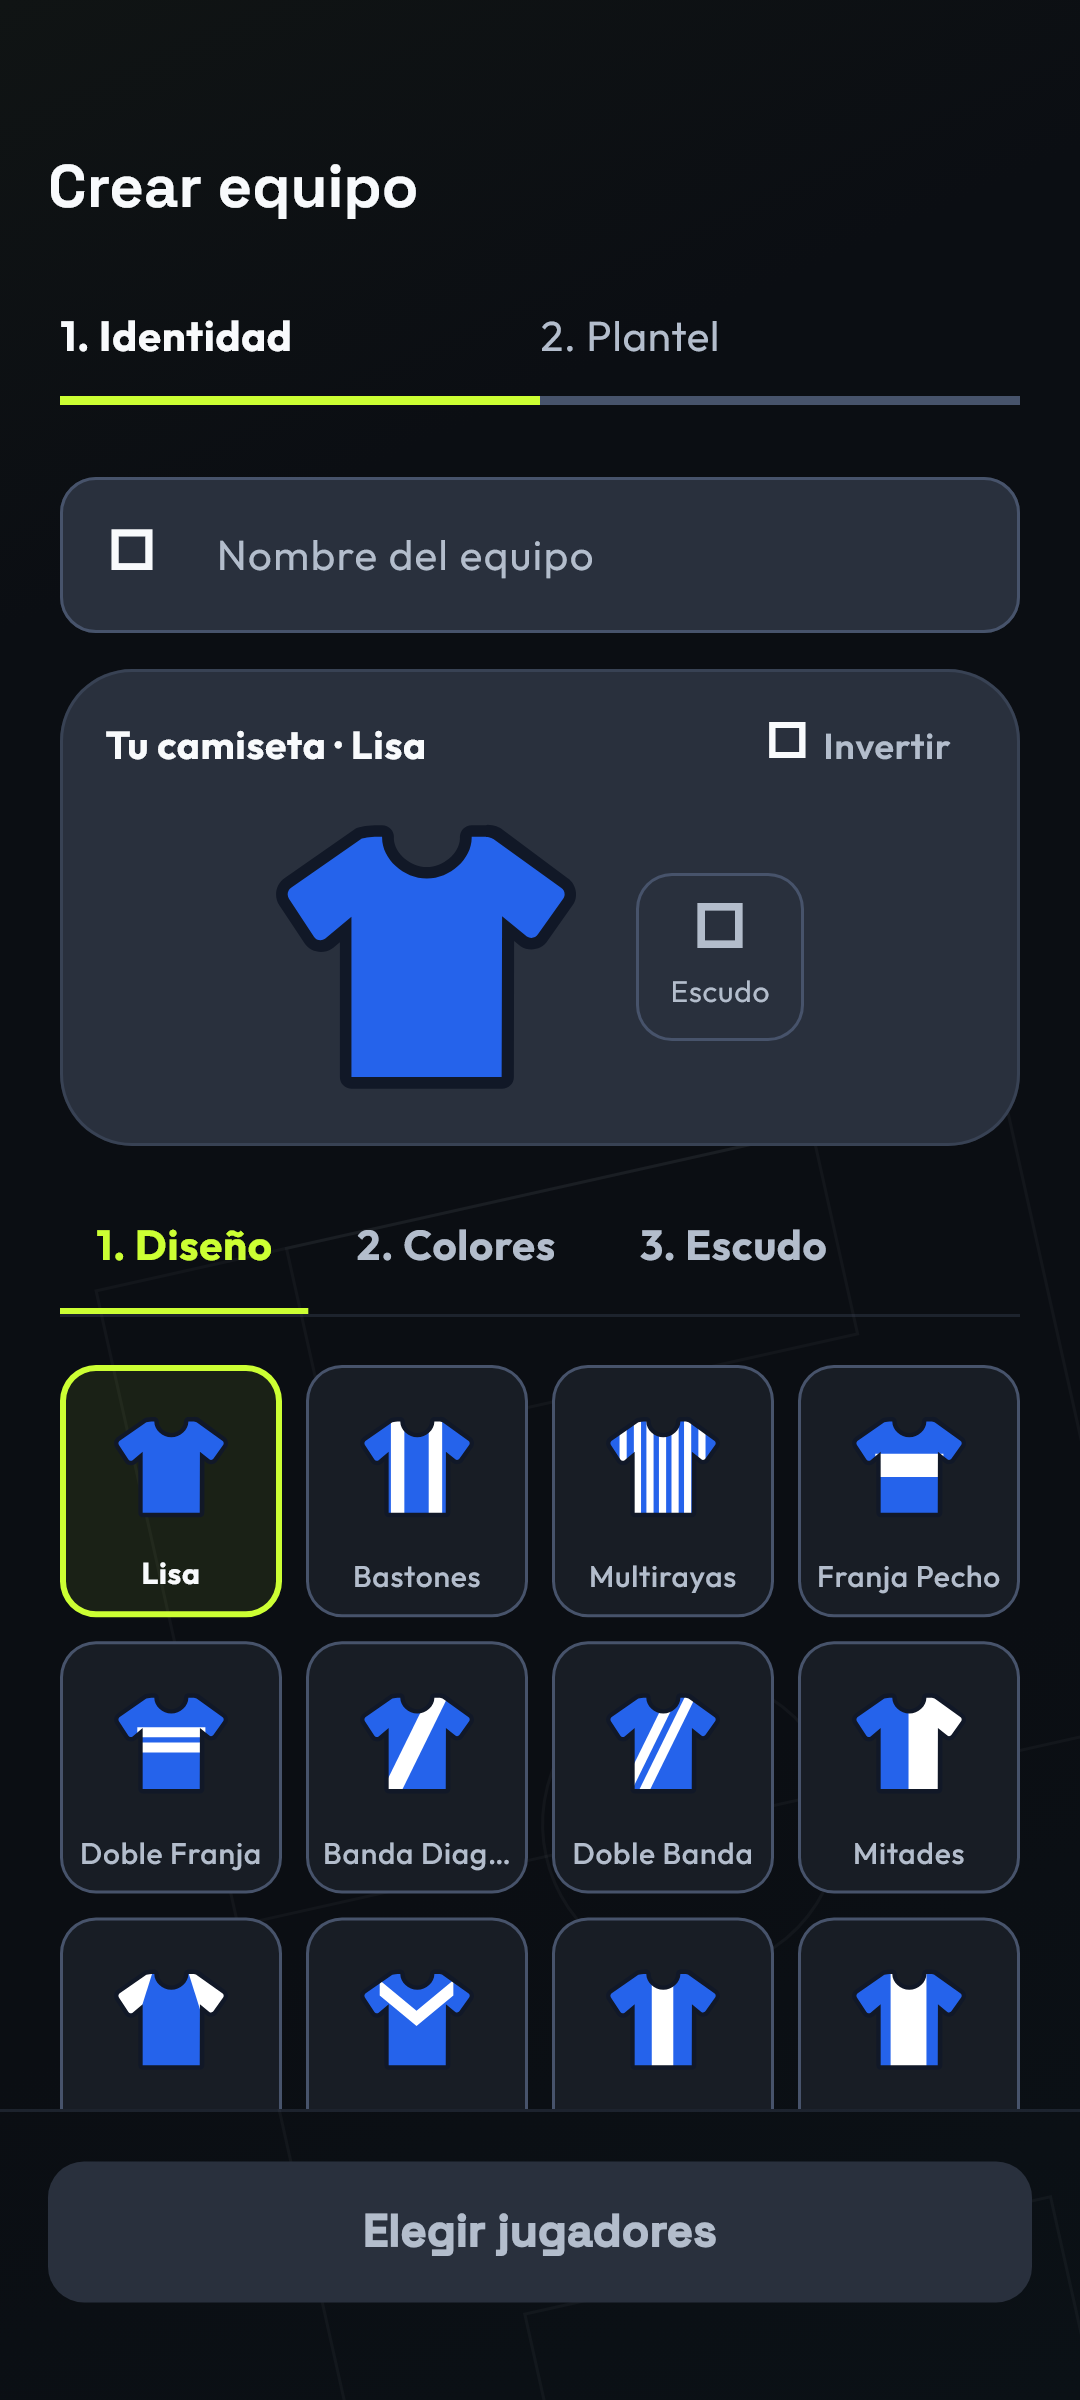 Crear equipo
1. Identidad
2. Plantel
Nombre del equipo
Tu camiseta · Lisa
Invertir
Escudo
1. Diseño
2. Colores
3. Escudo
Lisa
Bastones
Multirayas
Franja Pecho
Doble Franja
Banda Diag...
Doble Banda
Mitades
Elegir jugadores